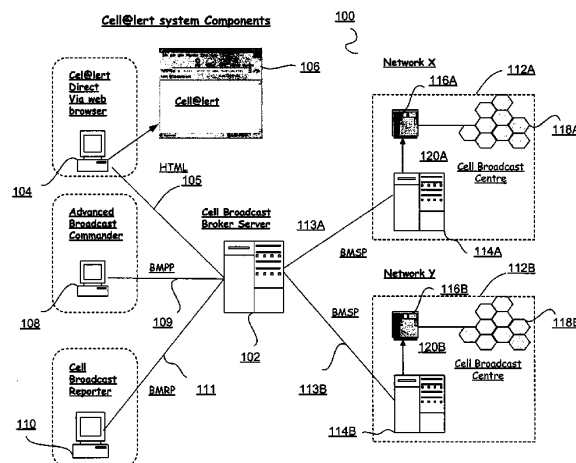 Cell@lert system Components
100
Cel@lert
Direct
Via web
browser
104
106
Cell@lert
HTML
105
Advanced
Broadcast
Commander
108
BMPP
109
Cell Broadcast
Broker Server
102
Cell
Broadcast
Reporter
110
BMRP
111
113A
BMSP
BMSP
113B
Network X
112A
116A
118A
120A
Cell Broadcast
Centre
114A
Network Y
112B
116B
118B
120B
Cell Broadcast
Centre
114B